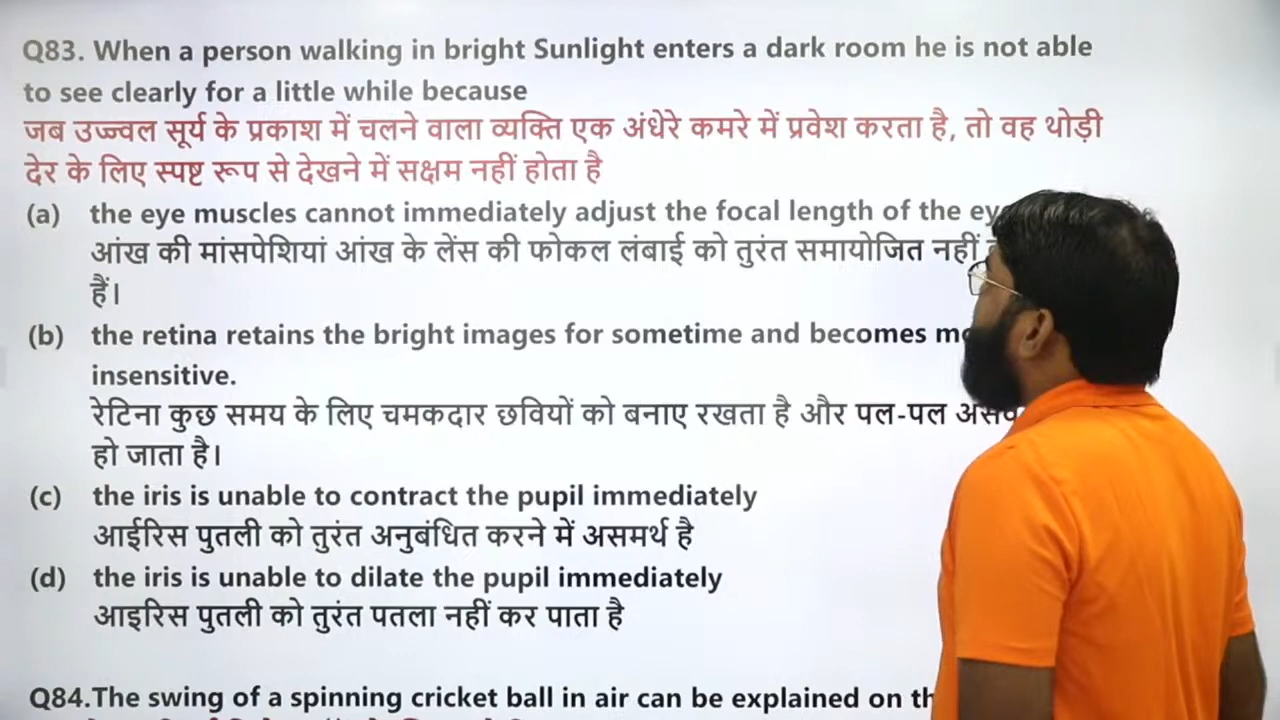 Q83. When a person walking in bright Sunlight enters a dark room he is not able
to see clearly for a little while because
जब उज्ज्वल सूर्य के प्रकाश में चलने वाला व्यक्ति एक अंधेरे कमरे में प्रवेश करता है, तो वह थोड़ी
देर के लिए स्पष्ट रूप से देखने में सक्षम नहीं होता है
(a) the eye muscles cannot immediately adjust the focal length of the
आंख की मांसपेशियां आंख के लेंस की फोकल लंबाई को तुरंत समायोजित नहीं
हैं।
(b) the retina retains the bright images for sometime and becomes
insensitive.
रेटिना कुछ समय के लिए चमकदार छवियों को बनाए रखता है और पल-पल
हो जाता है।
(c) the iris is unable to contract the pupil immediately
आईरिस पुतली को तुरंत अनुबंधित करने में असमर्थ है
(d) the iris is unable to dilate the pupil immediately
आइरिस पुतली को तुरंत पतला नहीं कर पाता है
Q84.The swing of a spinning cricket ball in air can be explained on